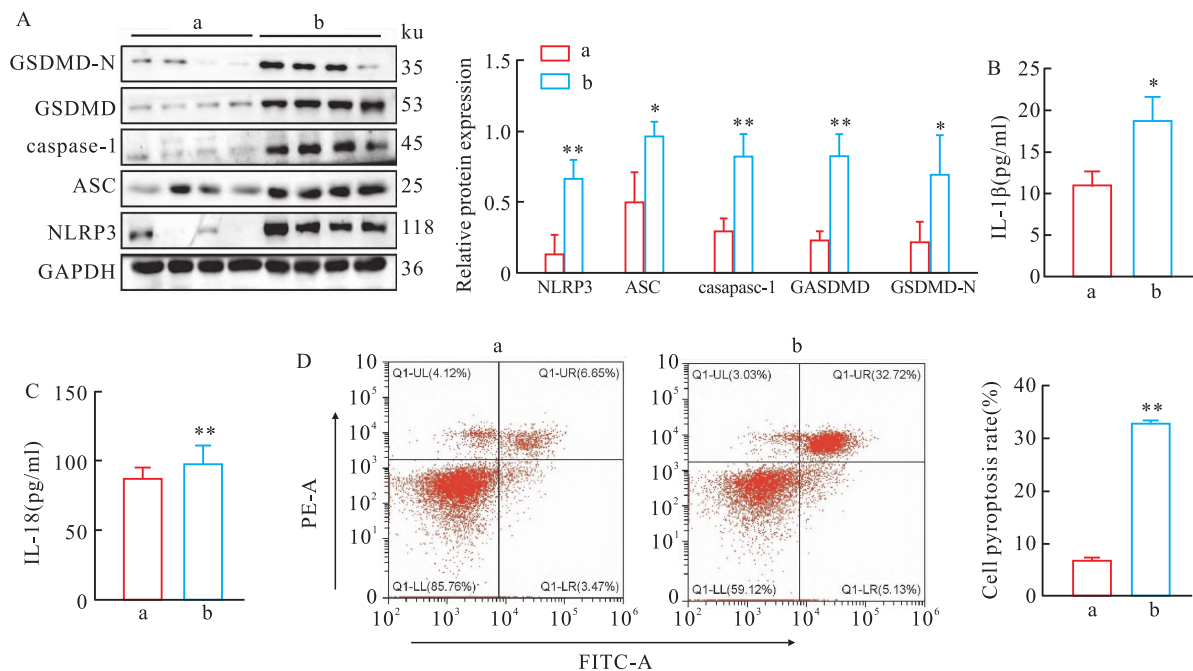 A
a
b
ku
GSDMD-N
35
GSDMD
53
caspase-1
45
ASC
25
NLRP3
118
GAPDH
36
a
b
Relative protein expression
1.5
1.0
0.5
0
**
*
**
**
*
NLRP3
ASC
casapasc-1
GASDMD
GSDMD-N
B
IL-1β(pg/ml)
25
20
15
10
5
0
*
a
b
C
IL-18(pg/ml)
150
100
50
0
**
a
b
D
a
PE-A
10
10⁵
10⁴
10³
10²
10¹
0
Q1-UL(4.12%)
Q1-UR(6.65%)
Q1-LL(85.76%)
Q1-LR(3.47%)
10²
10³
10⁴
10⁵
10⁶
b
10
10⁵
10⁴
10³
10²
10¹
0
Q1-UL(3.03%)
Q1-UR(32.72%)
Q1-LL(59.12%)
Q1-LR(5.13%)
10²
10³
10⁴
10⁵
10⁶
FITC-A
Cell pyroptosis rate(%)
40
30
20
10
0
**
a
b